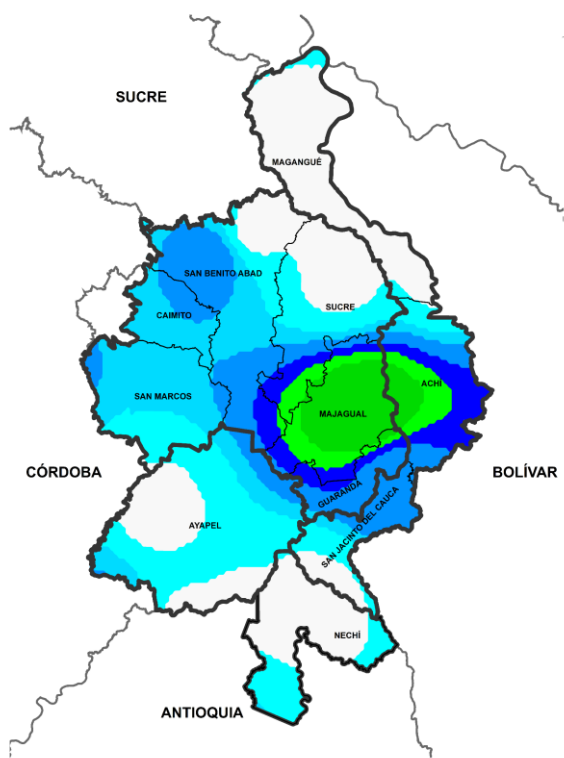 SUCRE
MAGANGUÉ
SAN BENITO ABAD
SUCRE
CAIMITO
ACHÍ
SAN MARCOS
MAJAGUAL
CÓRDOBA
BOLÍVAR
GUARANDA
SAN JACINTO DEL CAUCA
AYAPEL
NECHÍ
ANTIOQUIA